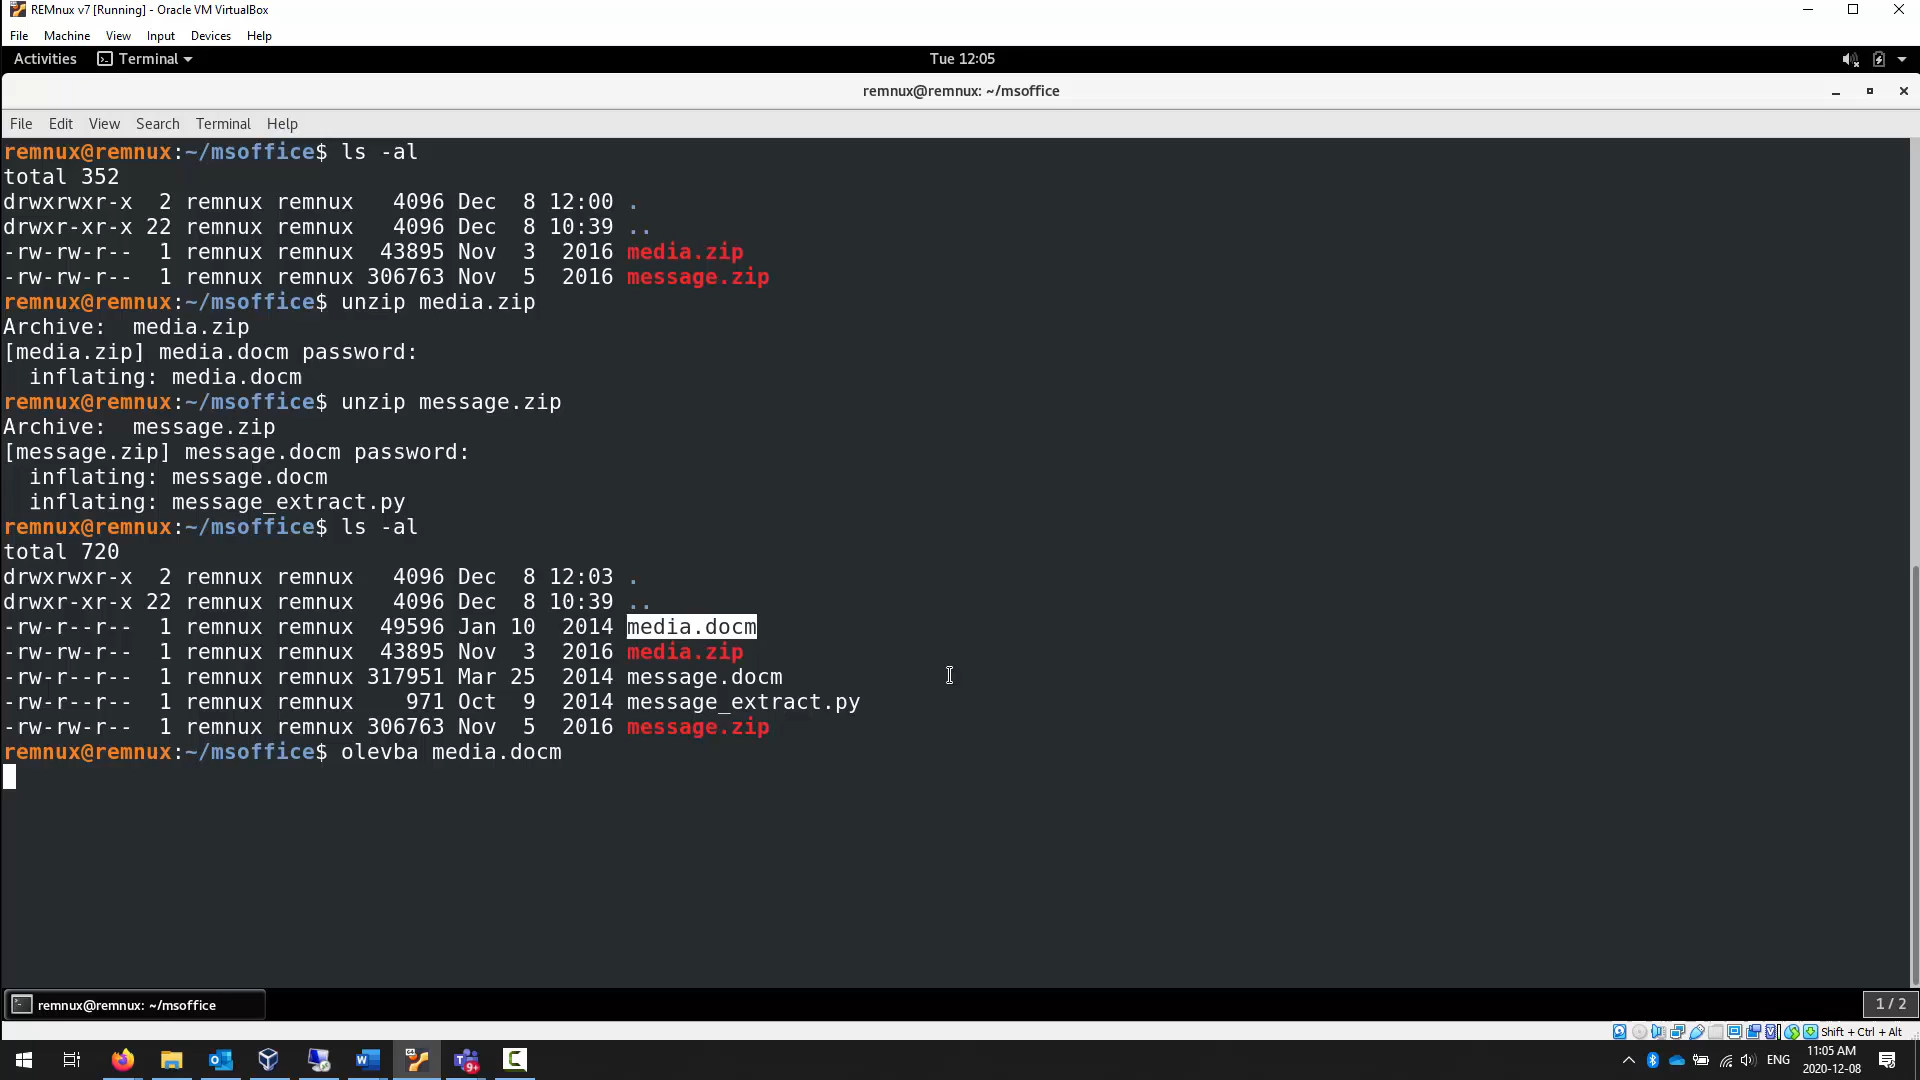 REMnux v7 [Running] - Oracle VM VirtualBox
File Machine View Input Devices Help
Activities Terminal Tue 12:05
remnux@remnux: ~/msoffice
File Edit View Search Terminal Help
remnux@remnux:~/msoffice$ ls -al
total 352
drwxrwxr-x 2 remnux remnux 4096 Dec 8 12:00 .
drwxr-xr-x 22 remnux remnux 4096 Dec 8 10:39 ..
-rw-rw-r-- 1 remnux remnux 43895 Nov 3 2016 media.zip
-rw-rw-r-- 1 remnux remnux 306763 Nov 5 2016 message.zip
remnux@remnux:~/msoffice$ unzip media.zip
Archive: media.zip
[media.zip] media.docm password:
inflating: media.docm
remnux@remnux:~/msoffice$ unzip message.zip
Archive: message.zip
[message.zip] message.docm password:
inflating: message.docm
inflating: message_extract.py
remnux@remnux:~/msoffice$ ls -al
total 720
drwxrwxr-x 2 remnux remnux 4096 Dec 8 12:03 .
drwxr-xr-x 22 remnux remnux 4096 Dec 8 10:39 ..
-rw-r--r-- 1 remnux remnux 49596 Jan 10 2014 media.docm
-rw-rw-r-- 1 remnux remnux 43895 Nov 3 2016 media.zip
-rw-r--r-- 1 remnux remnux 317951 Mar 25 2014 message.docm
-rw-r--r-- 1 remnux remnux 971 Oct 9 2014 message_extract.py
-rw-rw-r-- 1 remnux remnux 306763 Nov 5 2016 message.zip
remnux@remnux:~/msoffice$ olevba media.docm
remnux@remnux: ~/msoffice 1 / 2
Shift + Ctrl + Alt
9+ ENG 11:05 AM
2020-12-08